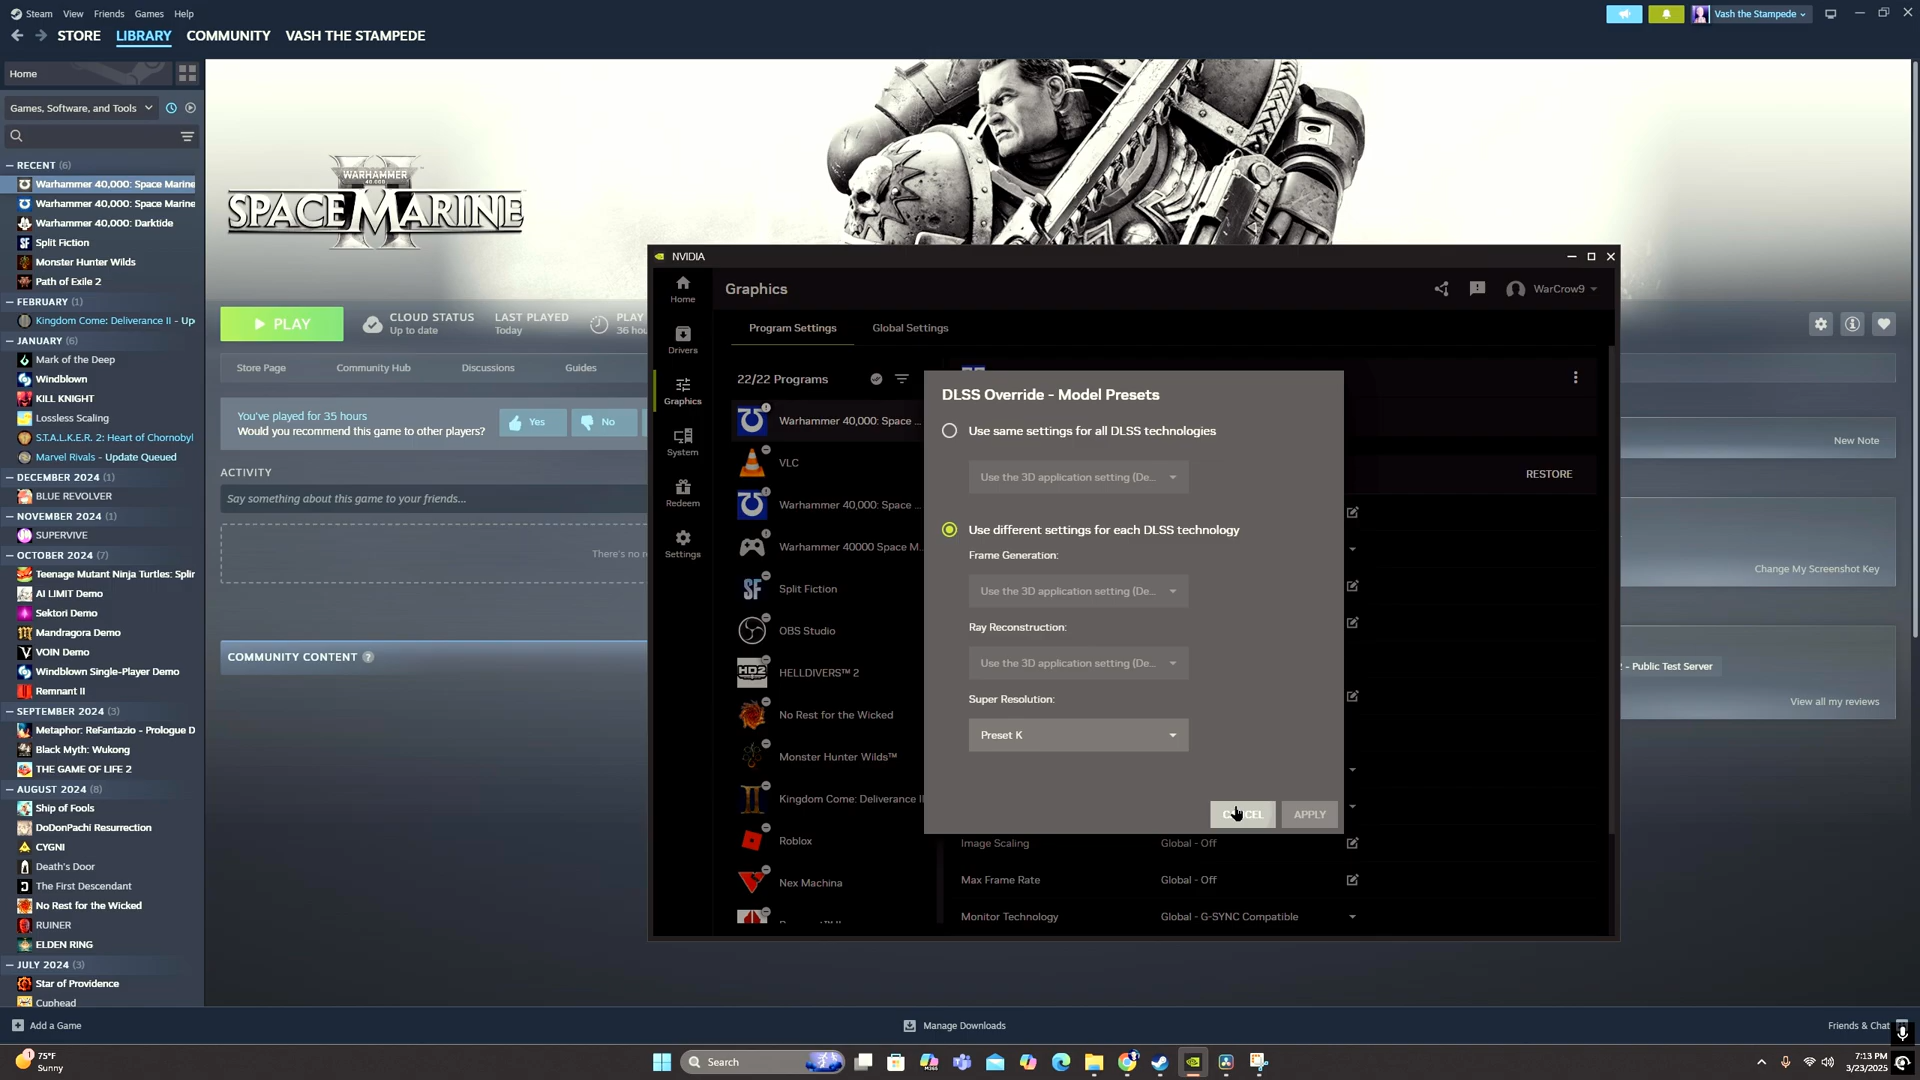 Steam View Friends Games Help
Vash the Stampede
STORE LIBRARY COMMUNITY VASH THE STAMPEDE
Home
Games, Software, and Tools
RECENT (6)
Warhammer 40,000: Space Marine
Warhammer 40,000: Space Marine
Warhammer 40,000: Darktide
Split Fiction
Monster Hunter Wilds
Path of Exile 2
FEBRUARY (1)
Kingdom Come: Deliverance II - Up
JANUARY (6)
Mark of the Deep
Windblown
KILL KNIGHT
Lossless Scaling
S.T.A.L.K.E.R. 2: Heart of Chornobyl
Marvel Rivals - Update Queued
DECEMBER 2024 (1)
BLUE REVOLVER
NOVEMBER 2024 (1)
SUPERVIVE
OCTOBER 2024 (7)
Teenage Mutant Ninja Turtles: Splin
AI LIMIT Demo
Sektori Demo
Mandragora Demo
VOIN Demo
Windblown Single-Player Demo
Remnant II
SEPTEMBER 2024 (3)
Metaphor: ReFantazio - Prologue D
Black Myth: Wukong
THE GAME OF LIFE 2
AUGUST 2024 (8)
Ship of Fools
DoDonPachi Resurrection
CYGNI
Death's Door
The First Descendant
No Rest for the Wicked
RUINER
ELDEN RING
JULY 2024 (3)
Star of Providence
Cuphead
Add a Game
WARHAMMER
40,000
SPACE MARINE
II
PLAY
CLOUD STATUS
Up to date
LAST PLAYED
Today
PLAY
36 hou
Store Page Community Hub Discussions Guides
You've played for 35 hours
Would you recommend this game to other players?
Yes
No
ACTIVITY
Say something about this game to your friends...
There's no r
COMMUNITY CONTENT ?
NVIDIA
Home
Drivers
Graphics
System
Redeem
Settings
Graphics
WarCrow9
Program Settings Global Settings
22/22 Programs
Warhammer 40,000: Space ...
VLC
Warhammer 40,000: Space ...
Warhammer 40000 Space M...
Split Fiction
OBS Studio
HD2
HELLDIVERS™ 2
No Rest for the Wicked
Monster Hunter Wilds™
Kingdom Come: Deliverance II
Roblox
Nex Machina
RESTORE
DLSS Override - Model Presets
Use same settings for all DLSS technologies
Use the 3D application setting (De...
Use different settings for each DLSS technology
Frame Generation:
Use the 3D application setting (De...
Ray Reconstruction:
Use the 3D application setting (De...
Super Resolution:
Preset K
CANCEL APPLY
Image Scaling Global - Off
Max Frame Rate Global - Off
Monitor Technology Global - G-SYNC Compatible
New Note
Change My Screenshot Key
2 - Public Test Server
View all my reviews
Manage Downloads
Friends & Chat
75°F
Sunny
Search
7:13 PM
3/23/2025